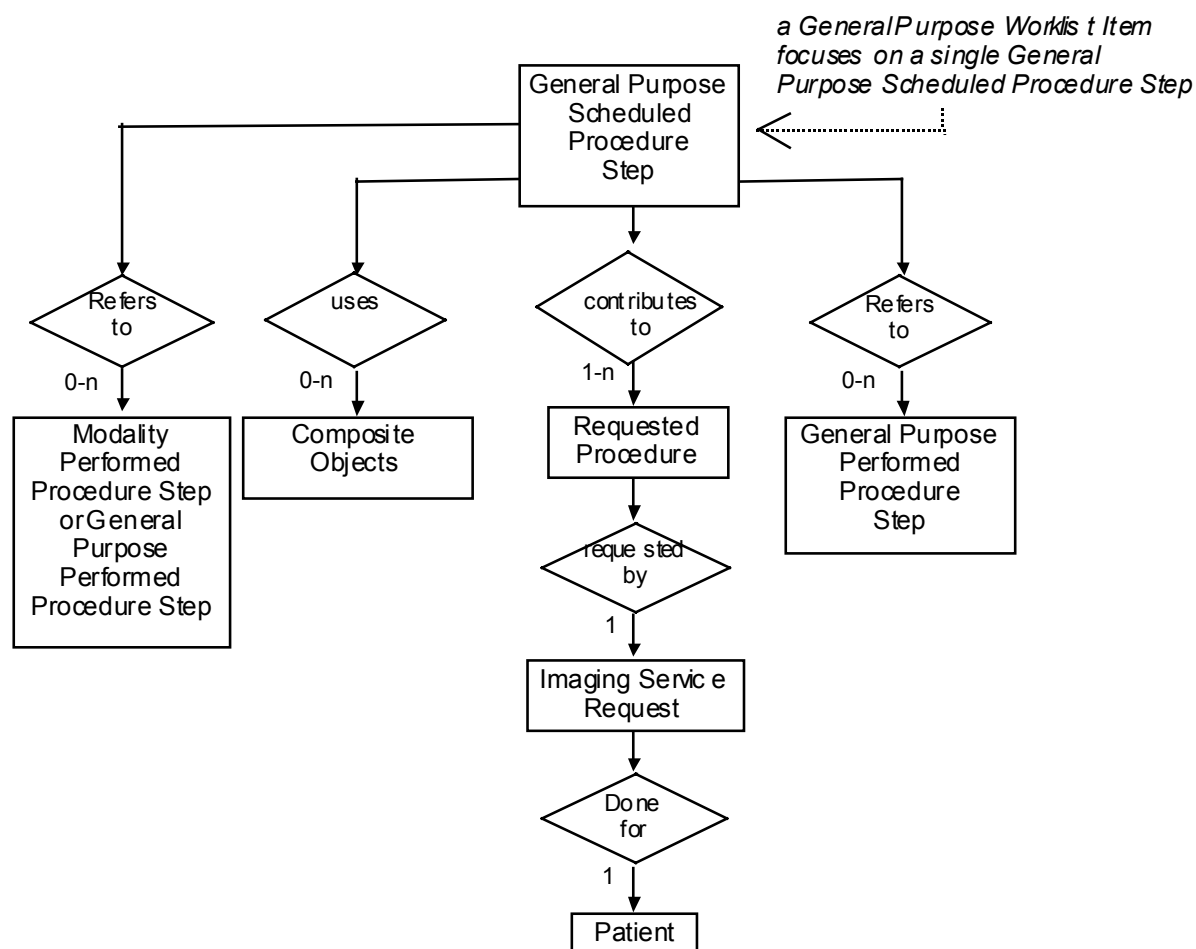 a General Purpose Worklist Item
focuses on a single General
Purpose Scheduled Procedure Step
General Purpose
Scheduled
Procedure
Step
Refers
to
uses
contributes
to
Refers
to
0-n
0-n
1-n
0-n
Modality
Performed
Procedure Step
or General
Purpose
Performed
Procedure Step
Composite
Objects
Requested
Procedure
General Purpose
Performed
Procedure
Step
requested
by
1
Imaging Service
Request
Done
for
1
Patient